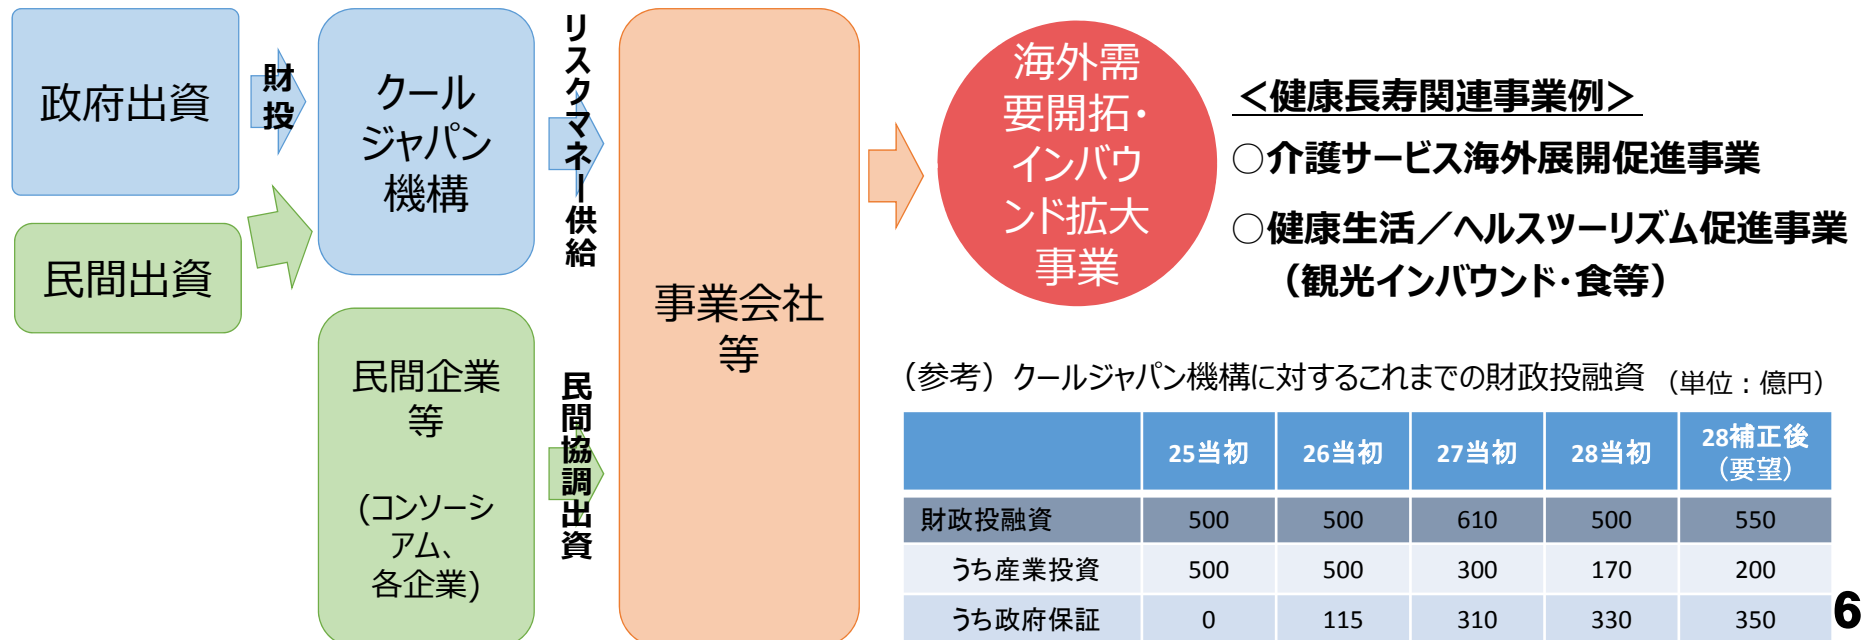 政府出資
財投
民間出資
クール
ジャパン
機構
リスクマネー供給
民間企業
等
(コンソーシ
アム、
各企業)
民間協調出資
事業会社
等
海外需
要開拓・
インバウ
ンド拡大
事業
＜健康長寿関連事業例＞
○介護サービス海外展開促進事業
○健康生活／ヘルスツーリズム促進事業
（観光インバウンド・食等）
（参考）クールジャパン機構に対するこれまでの財政投融資 （単位：億円）
25当初 26当初 27当初 28当初 28補正後
（要望）
財政投融資 500 500 610 500 550
うち産業投資 500 500 300 170 200
うち政府保証 0 115 310 330 350
6